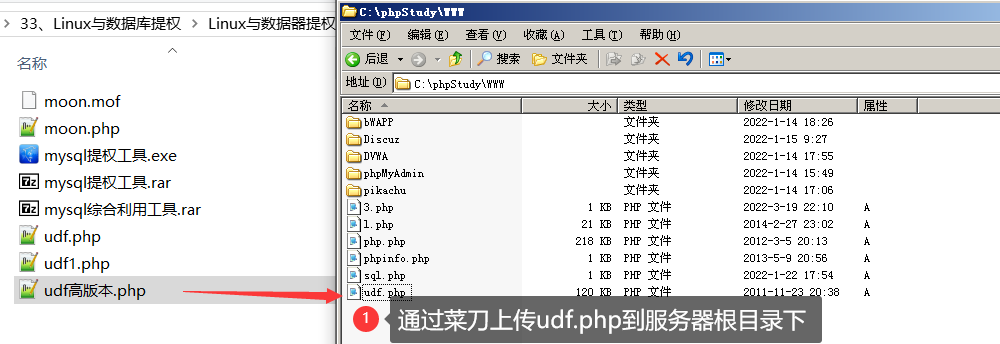 33、Linux与数据库提权
Linux与数据器提权
名称
moon.mof
moon.php
mysql提权工具.exe
mysql提权工具.rar
mysql综合利用工具.rar
udf.php
udf1.php
udf高版本.php
C:\phpStudy\WWW
文件(F) 编辑(E) 查看(V) 收藏(A) 工具(T) 帮助(H)
后退 搜索 文件夹
地址(D) C:\phpStudy\WWW
名称 大小 类型 修改日期 属性
bWAPP 文件夹 2022-1-14 18:26
Discuz 文件夹 2022-1-15 9:27
DVWA 文件夹 2022-1-14 17:55
phpMyAdmin 文件夹 2022-1-14 15:49
pikachu 文件夹 2022-1-14 17:06
3.php 1 KB PHP 文件 2022-3-19 22:10 A
l.php 21 KB PHP 文件 2014-2-27 23:02 A
php.php 218 KB PHP 文件 2012-3-5 20:13 A
phpinfo.php 1 KB PHP 文件 2013-5-9 20:56 A
sql.php 1 KB PHP 文件 2022-1-22 17:54 A
udf.php 120 KB PHP 文件 2011-11-23 20:38 A
1 通过菜刀上传udf.php到服务器根目录下